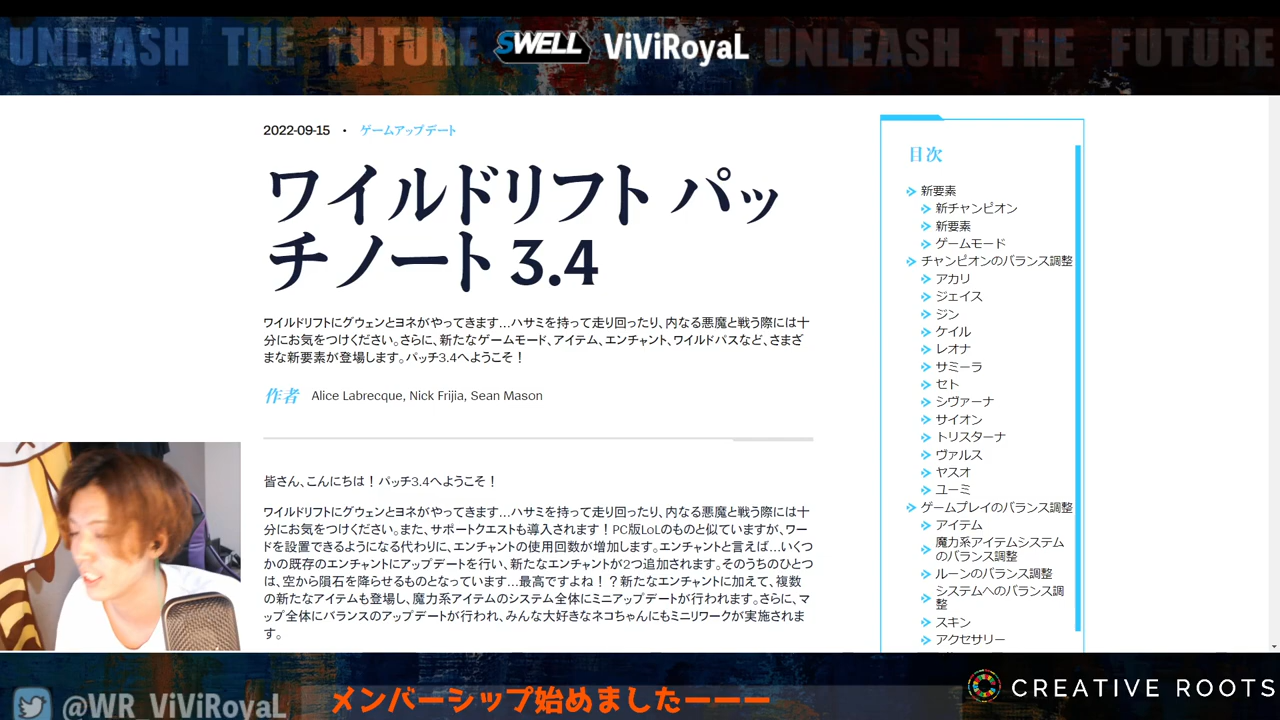 UNLEASH THE FUTURE SWELL ViViRoyaL UNLEASH THE FUTURE
2022-09-15 ・ ゲームアップデート
ワイルドリフト パッ
チノート 3.4
ワイルドリフトにグウェンとヨネがやってきます…ハサミを持って走り回ったり、内なる悪魔と戦う際には十
分にお気をつけください。さらに、新たなゲームモード、アイテム、エンチャント、ワイルドパスなど、さまざ
まな新要素が登場します。パッチ3.4へようこそ！
作者 Alice Labrecque, Nick Frijia, Sean Mason
皆さん、こんにちは！パッチ3.4へようこそ！
ワイルドリフトにグウェンとヨネがやってきます…ハサミを持って走り回ったり、内なる悪魔と戦う際には十
分にお気をつけください。また、サポートクエストも導入されます！PC版LoLのものと似ていますが、ワー
ドを設置できるようになる代わりに、エンチャントの使用回数が増加します。エンチャントと言えば…いくつ
かの既存のエンチャントにアップデートを行い、新たなエンチャントが2つ追加されます。そのうちのひとつ
は、空から隕石を降らせるものとなっています…最高ですよね！？新たなエンチャントに加えて、複数
の新たなアイテムも登場し、魔力系アイテムのシステム全体にミニアップデートが行われます。さらに、マ
ップ全体にバランスのアップデートが行われ、みんな大好きなネコちゃんにもミニリワークが実施されま
す。
目次
新要素
新チャンピオン
新要素
ゲームモード
チャンピオンのバランス調整
アカリ
ジェイス
ジン
ケイル
レオナ
サミーラ
セト
シヴァーナ
サイオン
トリスターナ
ヴァルス
ヤスオ
ユーミ
ゲームプレイのバランス調整
アイテム
魔力系アイテムシステム
のバランス調整
ルーンのバランス調整
システムへのバランス調
整
スキン
アクセサリー
@WR_ViViRoyaL
メンバーシップ始めましたーーー
CREATIVE ROOTS